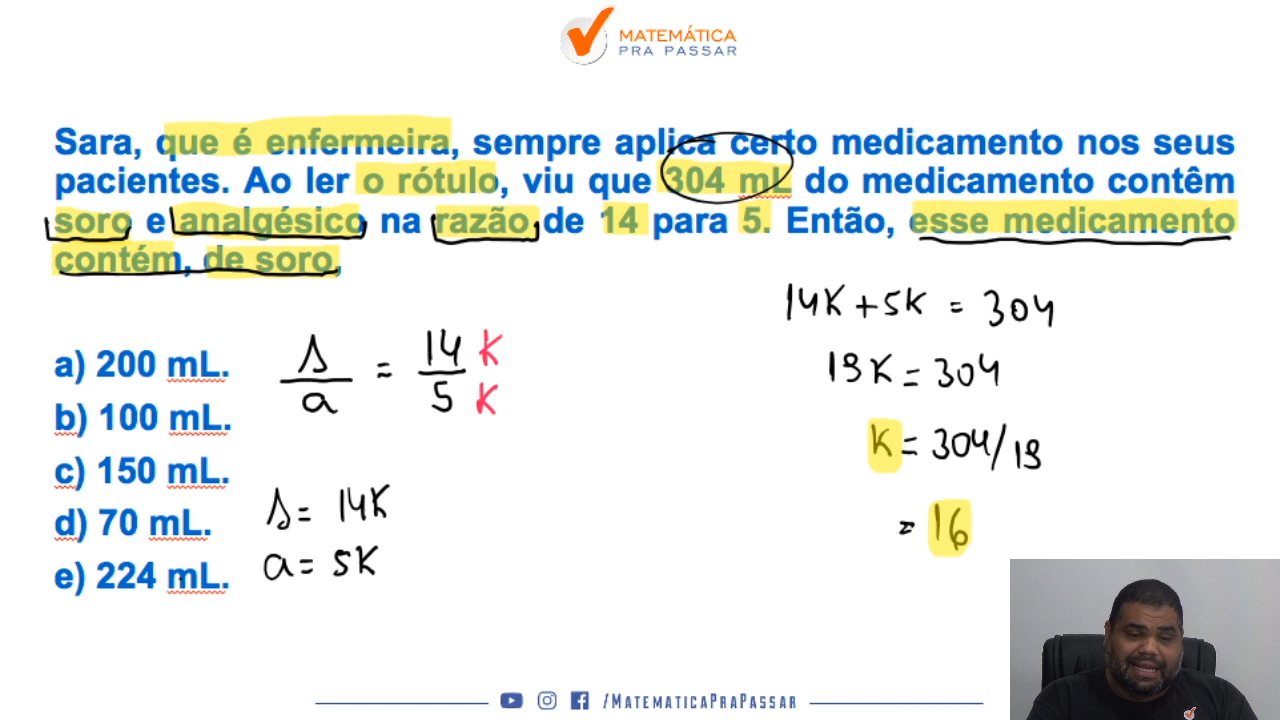 MATEMÁTICA
PRA PASSAR
Sara, que é enfermeira, sempre aplica certo medicamento nos seus
pacientes. Ao ler o rótulo, viu que 304 mL do medicamento contêm
soro e analgésico na razão de 14 para 5. Então, esse medicamento
contém, de soro,
a) 200 mL.
b) 100 mL.
c) 150 mL.
d) 70 mL.
e) 224 mL.
s/a = 14K/5K
s = 14K
a = 5K
14K + 5K = 304
19K = 304
K = 304/19
= 16
/MATEMATICAPRAPASSAR